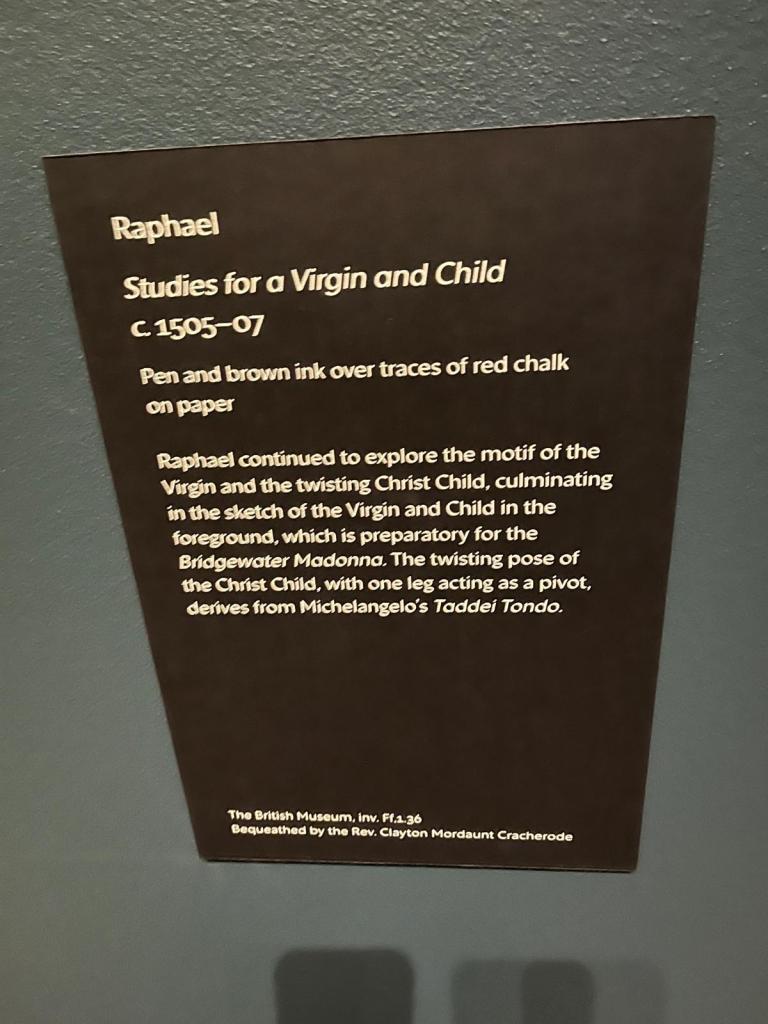 Raphael
Studies for a Virgin and Child
c. 1505–07
Pen and brown ink over traces of red chalk
on paper
Raphael continued to explore the motif of the
Virgin and the twisting Christ Child, culminating
in the sketch of the Virgin and Child in the
foreground, which is preparatory for the
Bridgewater Madonna. The twisting pose of
the Christ Child, with one leg acting as a pivot,
derives from Michelangelo's Taddei Tondo.
The British Museum, inv. Ff,1.36
Bequeathed by the Rev. Clayton Mordaunt Cracherode